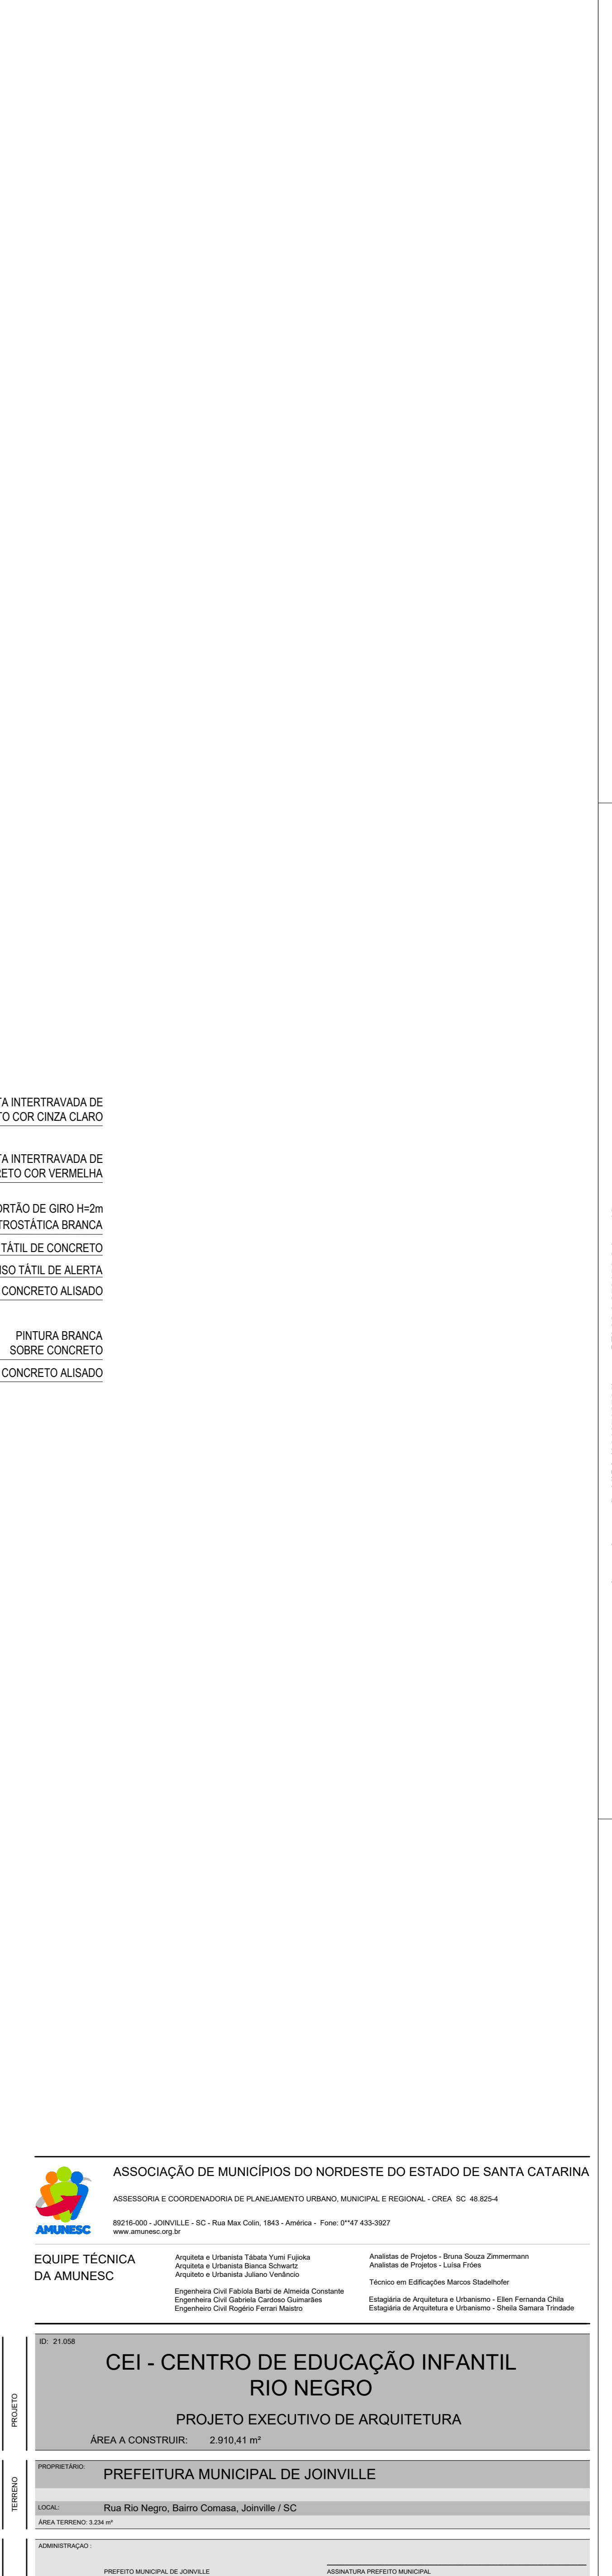 TA INTERTRAVADA DE
TO COR CINZA CLARO
TA INTERTRAVADA DE
RETO COR VERMELHA
ORTÃO DE GIRO H=2m
TROSTÁTICA BRANCA
TÁTIL DE CONCRETO
ISO TÁTIL DE ALERTA
CONCRETO ALISADO
PINTURA BRANCA
SOBRE CONCRETO
CONCRETO ALISADO
AMUNESC
ASSOCIAÇÃO DE MUNICÍPIOS DO NORDESTE DO ESTADO DE SANTA CATARINA
ASSESSORIA E COORDENADORIA DE PLANEJAMENTO URBANO, MUNICIPAL E REGIONAL - CREA SC 48.825-4
89216-000 - JOINVILLE - SC - Rua Max Colin, 1843 - América - Fone: 0**47 433-3927
www.amunesc.org.br
EQUIPE TÉCNICA
DA AMUNESC
Arquiteta e Urbanista Tábata Yumi Fujioka
Arquiteta e Urbanista Bianca Schwartz
Arquiteto e Urbanista Juliano Venâncio
Engenheira Civil Fabíola Barbi de Almeida Constante
Engenheira Civil Gabriela Cardoso Guimarães
Engenheiro Civil Rogério Ferrari Maistro
Analistas de Projetos - Bruna Souza Zimmermann
Analistas de Projetos - Luísa Fróes
Técnico em Edificações Marcos Stadelhofer
Estagiária de Arquitetura e Urbanismo - Ellen Fernanda Chila
Estagiária de Arquitetura e Urbanismo - Sheila Samara Trindade
PROJETO
ID: 21.058
CEI - CENTRO DE EDUCAÇÃO INFANTIL
RIO NEGRO
PROJETO EXECUTIVO DE ARQUITETURA
ÁREA A CONSTRUIR: 2.910,41 m²
TERRENO
PROPRIETÁRIO:
PREFEITURA MUNICIPAL DE JOINVILLE
LOCAL: Rua Rio Negro, Bairro Comasa, Joinville / SC
ÁREA TERRENO: 3.234 m²
ADMINISTRAÇAO :
PREFEITO MUNICIPAL DE JOINVILLE
ASSINATURA PREFEITO MUNICIPAL